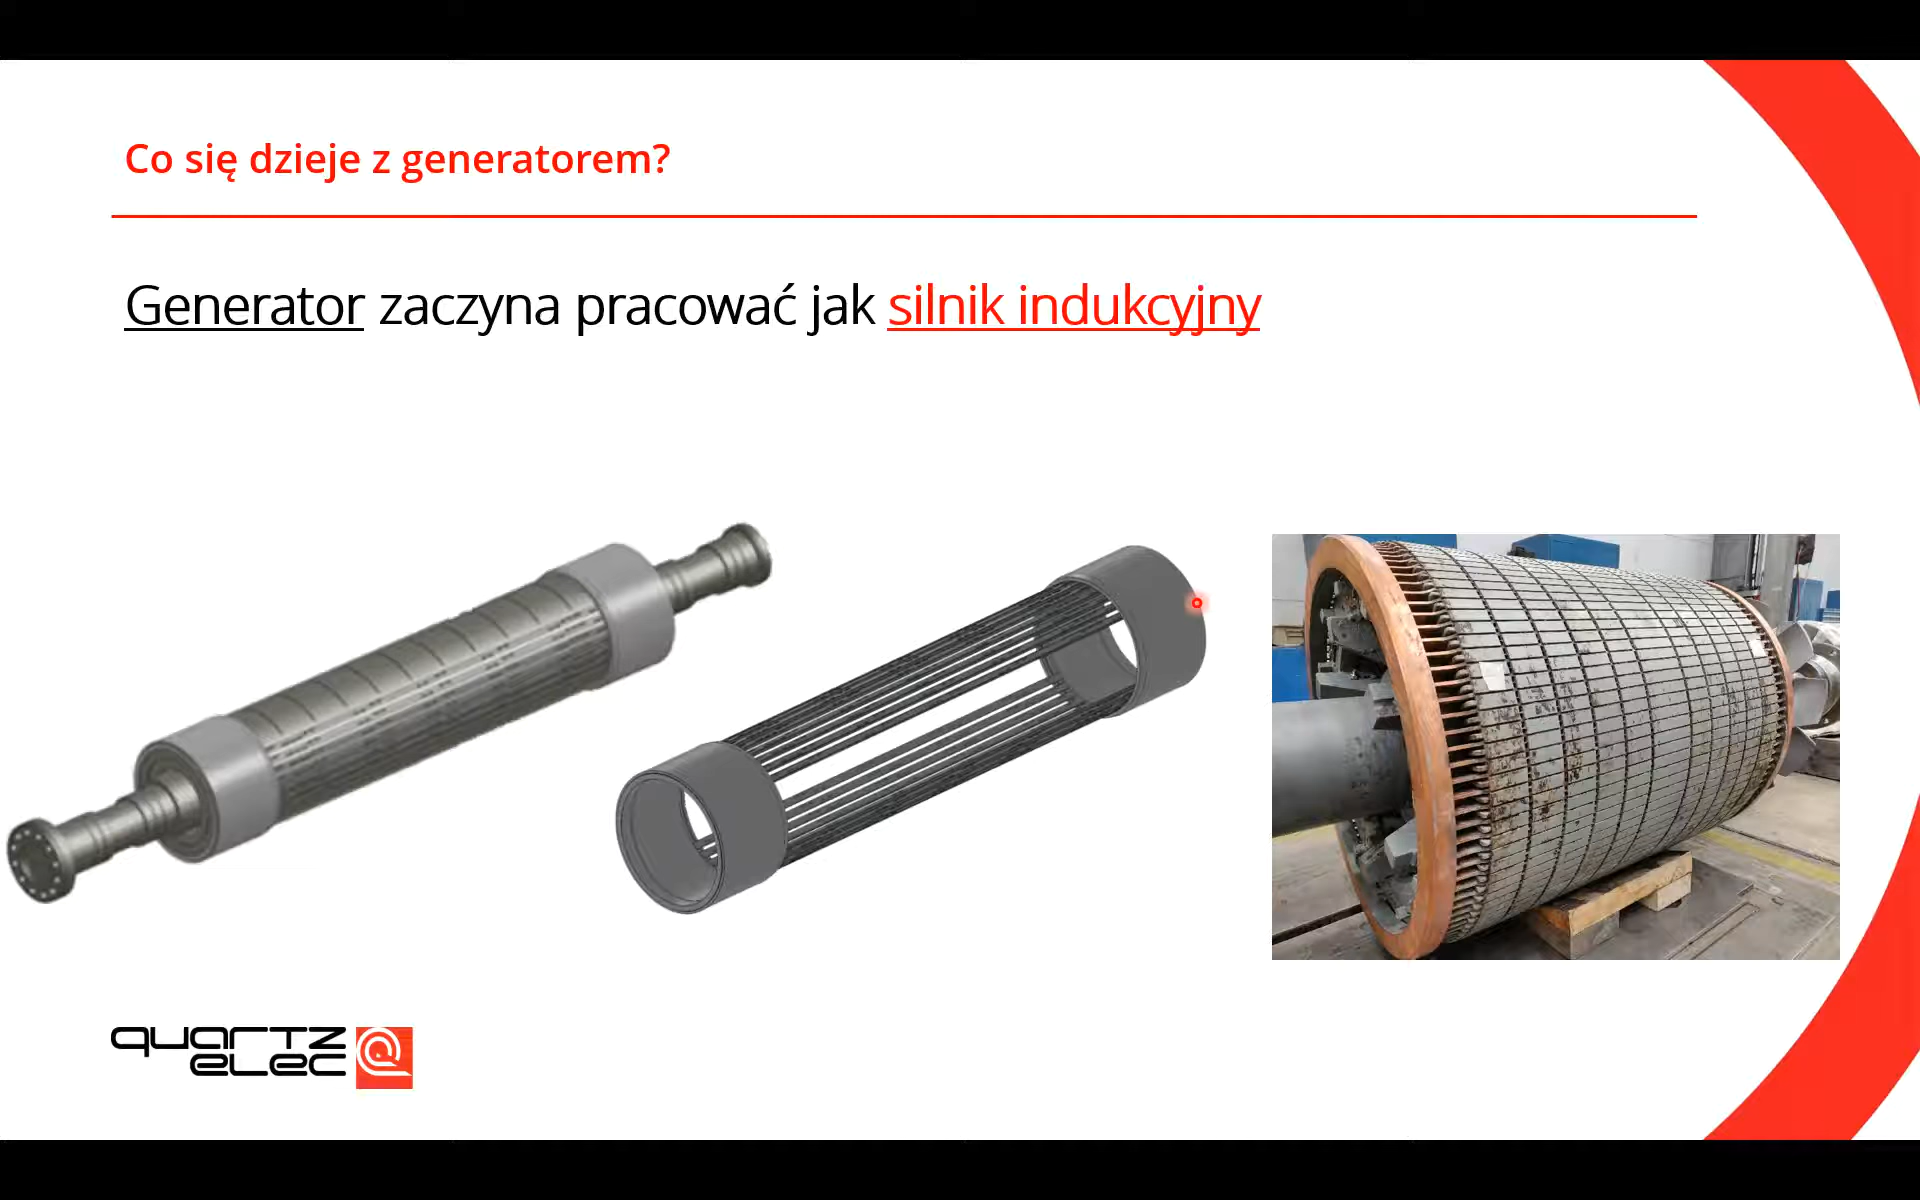 Co się dzieje z generatorem?
Generator zaczyna pracować jak silnik indukcyjny
quartz
elec